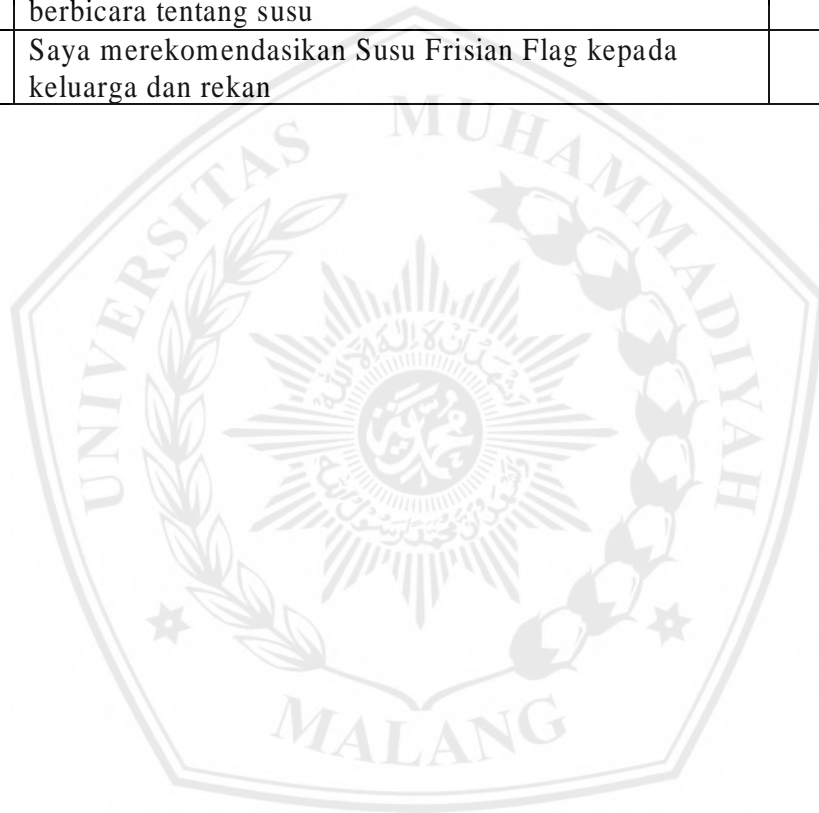 berbicara tentang susu
Saya merekomendasikan Susu Frisian Flag kepada
keluarga dan rekan
UNIVERSITAS MUHAMMADIYAH
MALANG